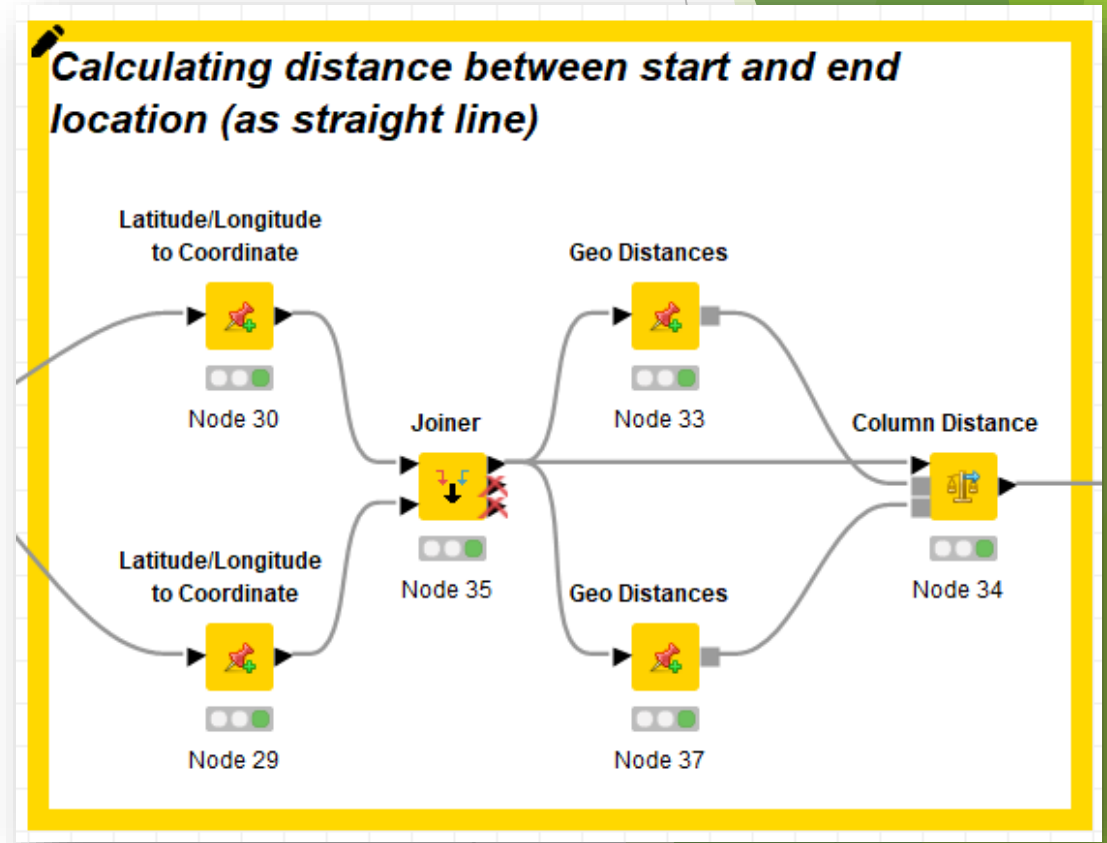 Calculating distance between start and end
location (as straight line)
Latitude/Longitude
to Coordinate
Node 30
Geo Distances
Node 33
Joiner
Node 35
Column Distance
Node 34
Latitude/Longitude
to Coordinate
Node 29
Geo Distances
Node 37